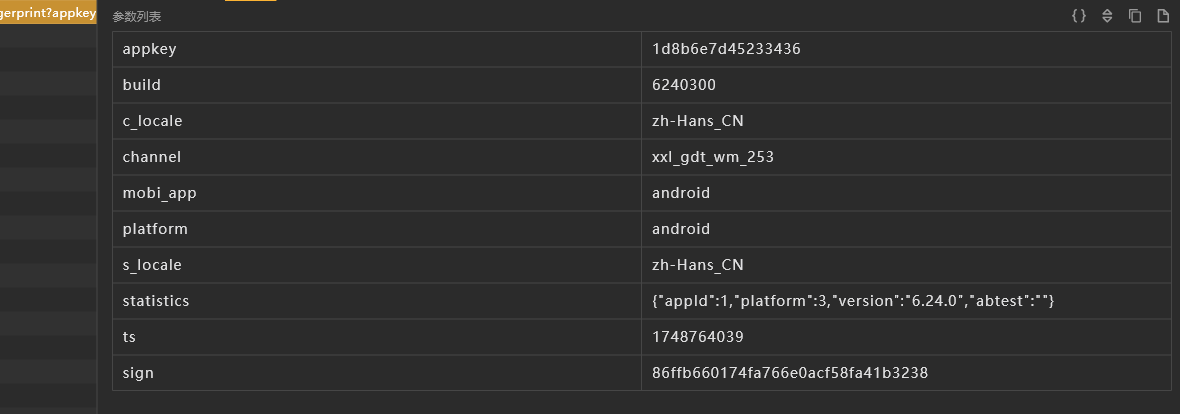 gerprint?appkey
参数列表
appkey 1d8b6e7d45233436
build 6240300
c_locale zh-Hans_CN
channel xxl_gdt_wm_253
mobi_app android
platform android
s_locale zh-Hans_CN
statistics {"appId":1,"platform":3,"version":"6.24.0","abtest":""}
ts 1748764039
sign 86ffb660174fa766e0acf58fa41b3238